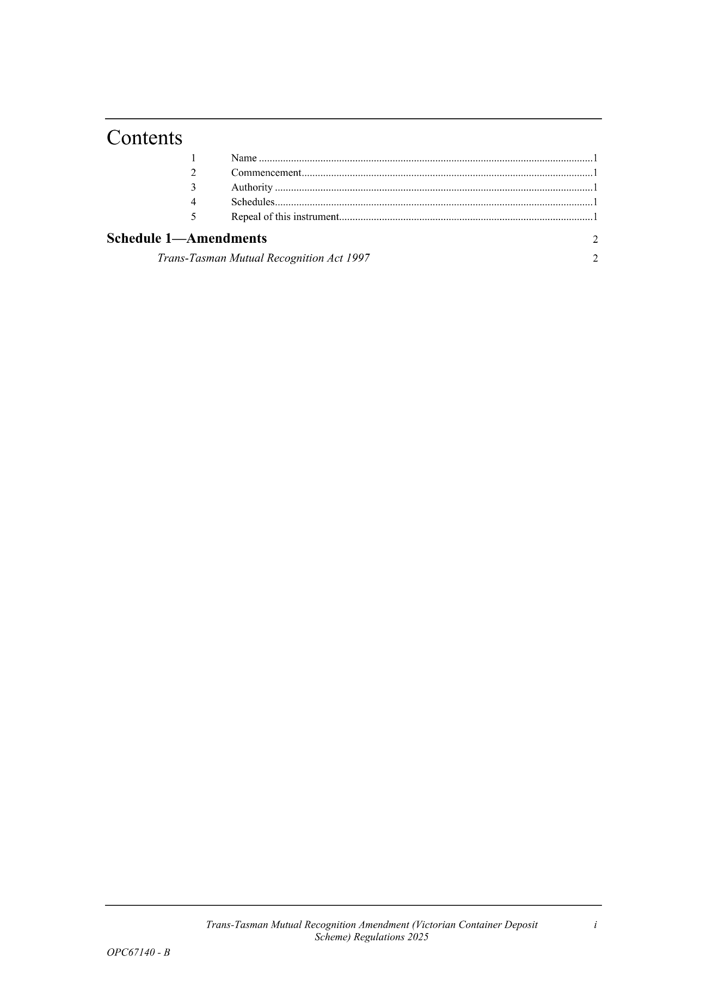 Contents
1 Name ............................................................................................................................1
2 Commencement............................................................................................................1
3 Authority ......................................................................................................................1
4 Schedules......................................................................................................................1
5 Repeal of this instrument..............................................................................................1
Schedule 1—Amendments 2
Trans-Tasman Mutual Recognition Act 1997 2
Trans-Tasman Mutual Recognition Amendment (Victorian Container Deposit i
Scheme) Regulations 2025
OPC67140 - B